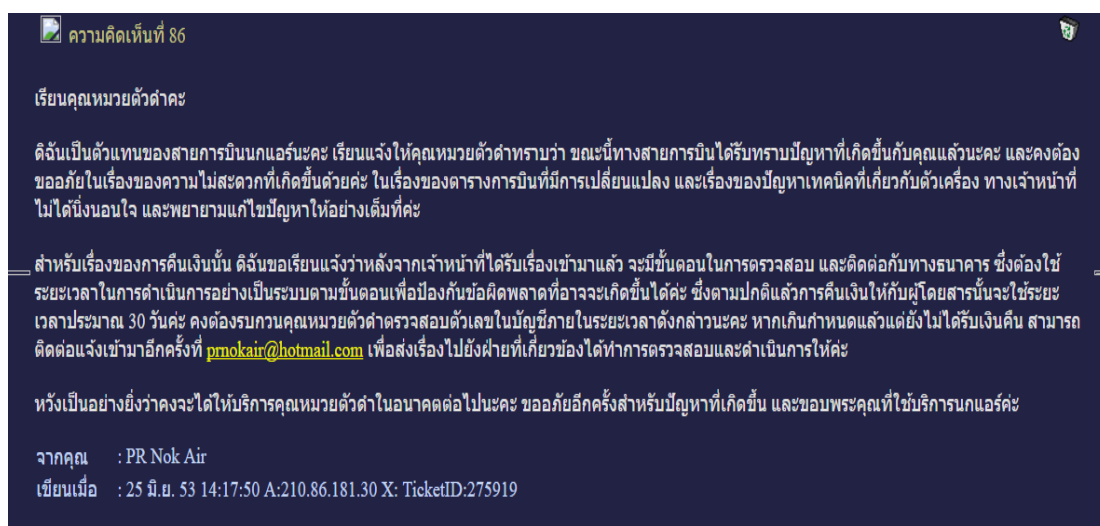 ความคิดเห็นที่ 86
เรียนคุณหมวยตัวดำคะ
ดิฉันเป็นตัวแทนของสายการบินนกแอร์นะคะ เรียนแจ้งให้คุณหมวยตัวดำทราบว่า ขณะนี้ทางสายการบินได้รับทราบปัญหาที่เกิดขึ้นกับคุณแล้วนะคะ และคงต้อง
ขออภัยในเรื่องของความไม่สะดวกที่เกิดขึ้นด้วยค่ะ ในเรื่องของตารางการบินที่มีการเปลี่ยนแปลง และเรื่องของปัญหาเทคนิคที่เกี่ยวกับตัวเครื่อง ทางเจ้าหน้าที่
ไม่ได้นิ่งนอนใจ และพยายามแก้ไขปัญหาให้อย่างเต็มที่ค่ะ
สำหรับเรื่องของการคืนเงินนั้น ดิฉันขอเรียนแจ้งว่าหลังจากเจ้าหน้าที่ได้รับเรื่องเข้ามาแล้ว จะมีขั้นตอนในการตรวจสอบ และติดต่อกับทางธนาคาร ซึ่งต้องใช้
ระยะเวลาในการดำเนินการอย่างเป็นระบบตามขั้นตอนเพื่อป้องกันข้อผิดพลาดที่อาจจะเกิดขึ้นได้ค่ะ ซึ่งตามปกติแล้วการคืนเงินให้กับผู้โดยสารนั้นจะใช้ระยะ
เวลาประมาณ 30 วันค่ะ คงต้องรบกวนคุณหมวยตัวดำตรวจสอบตัวเลขในบัญชีภายในระยะเวลาดังกล่าวนะคะ หากเกินกำหนดแล้วแต่ยังไม่ได้รับเงินคืน สามารถ
ติดต่อแจ้งเข้ามาอีกครั้งที่ prnokair@hotmail.com เพื่อส่งเรื่องไปยังฝ่ายที่เกี่ยวข้องได้ทำการตรวจสอบและดำเนินการให้ค่ะ
หวังเป็นอย่างยิ่งว่าคงจะได้ให้บริการคุณหมวยตัวดำในอนาคตต่อไปนะคะ ขออภัยอีกครั้งสำหรับปัญหาที่เกิดขึ้น และขอบพระคุณที่ใช้บริการนกแอร์ค่ะ
จากคุณ : PR Nok Air
เขียนเมื่อ : 25 มิ.ย. 53 14:17:50 A:210.86.181.30 X: TicketID:275919